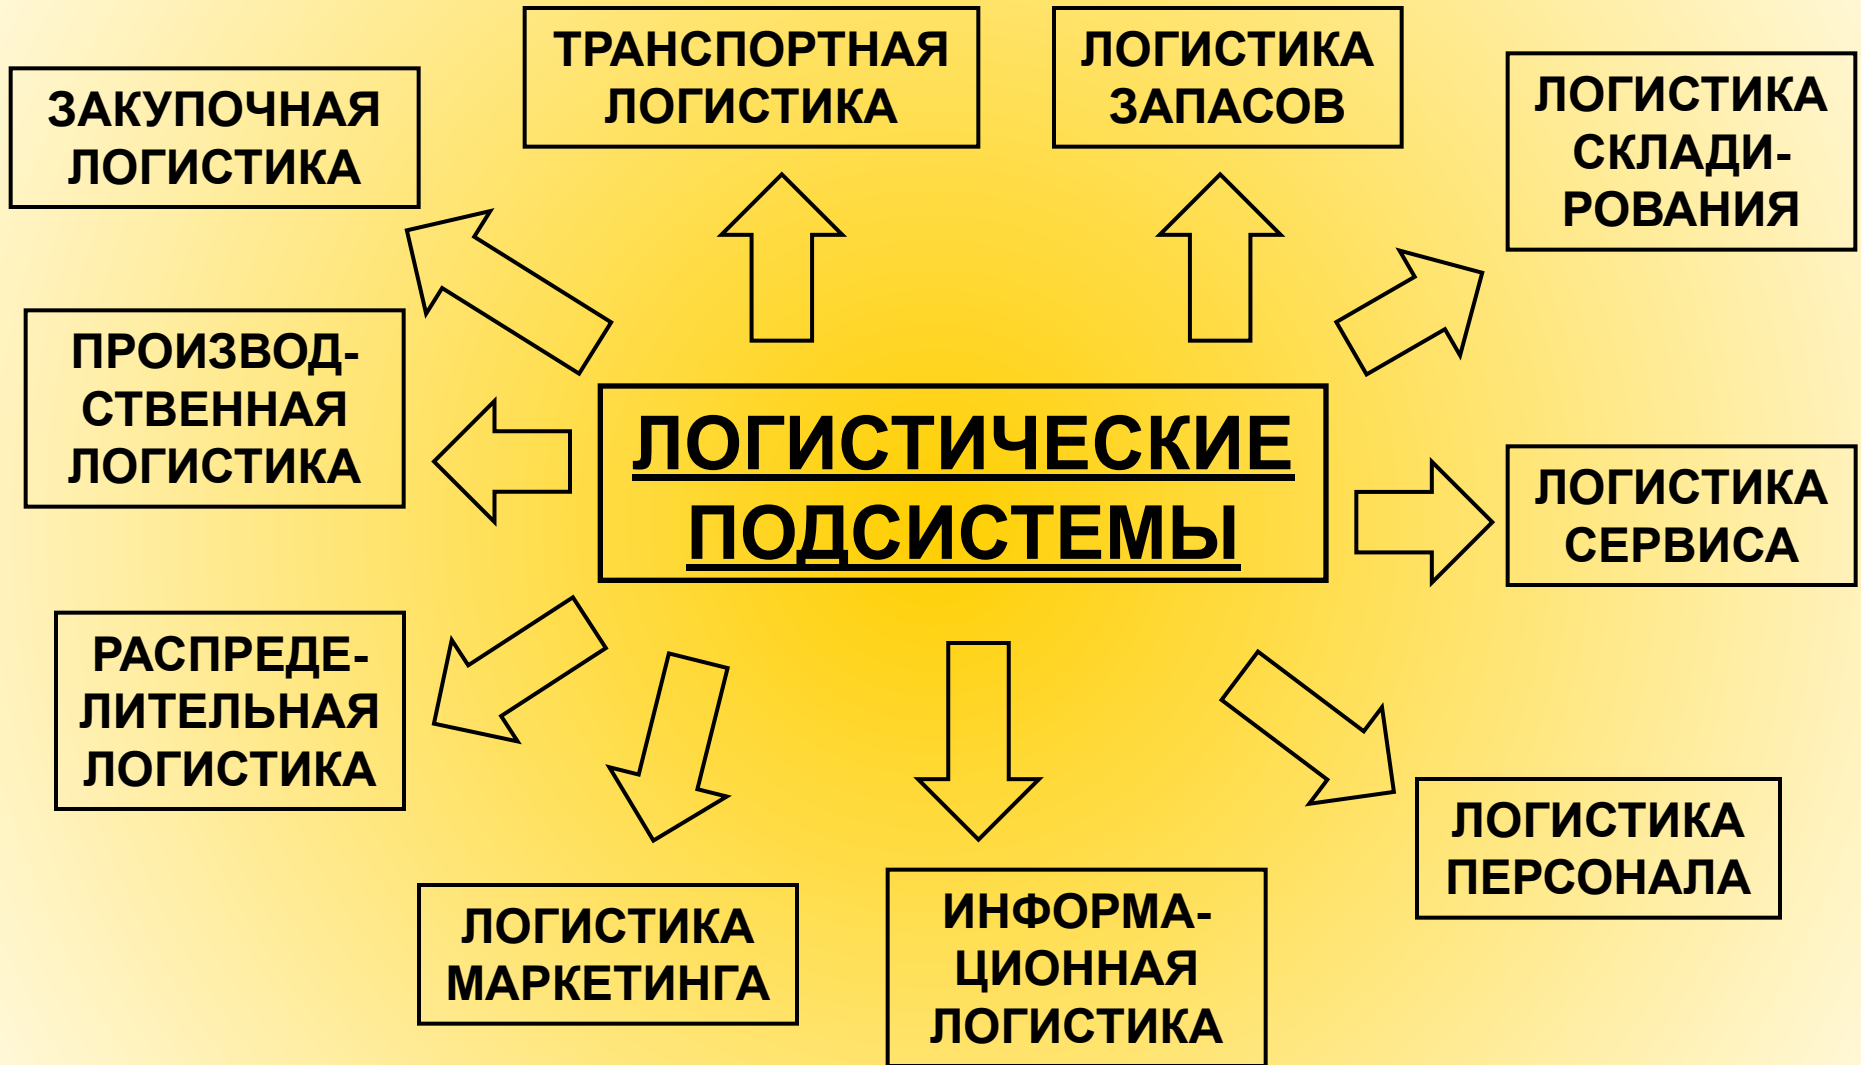 ТРАНСПОРТНАЯ
ЛОГИСТИКА
ЛОГИСТИКА
ЗАПАСОВ
ЗАКУПОЧНАЯ
ЛОГИСТИКА
ЛОГИСТИКА
СКЛАДИ-
РОВАНИЯ
ПРОИЗВОД-
СТВЕННАЯ
ЛОГИСТИКА
ЛОГИСТИЧЕСКИЕ
ПОДСИСТЕМЫ
ЛОГИСТИКА
СЕРВИСА
РАСПРЕДЕ-
ЛИТЕЛЬНАЯ
ЛОГИСТИКА
ЛОГИСТИКА
ПЕРСОНАЛА
ЛОГИСТИКА
МАРКЕТИНГА
ИНФОРМА-
ЦИОННАЯ
ЛОГИСТИКА